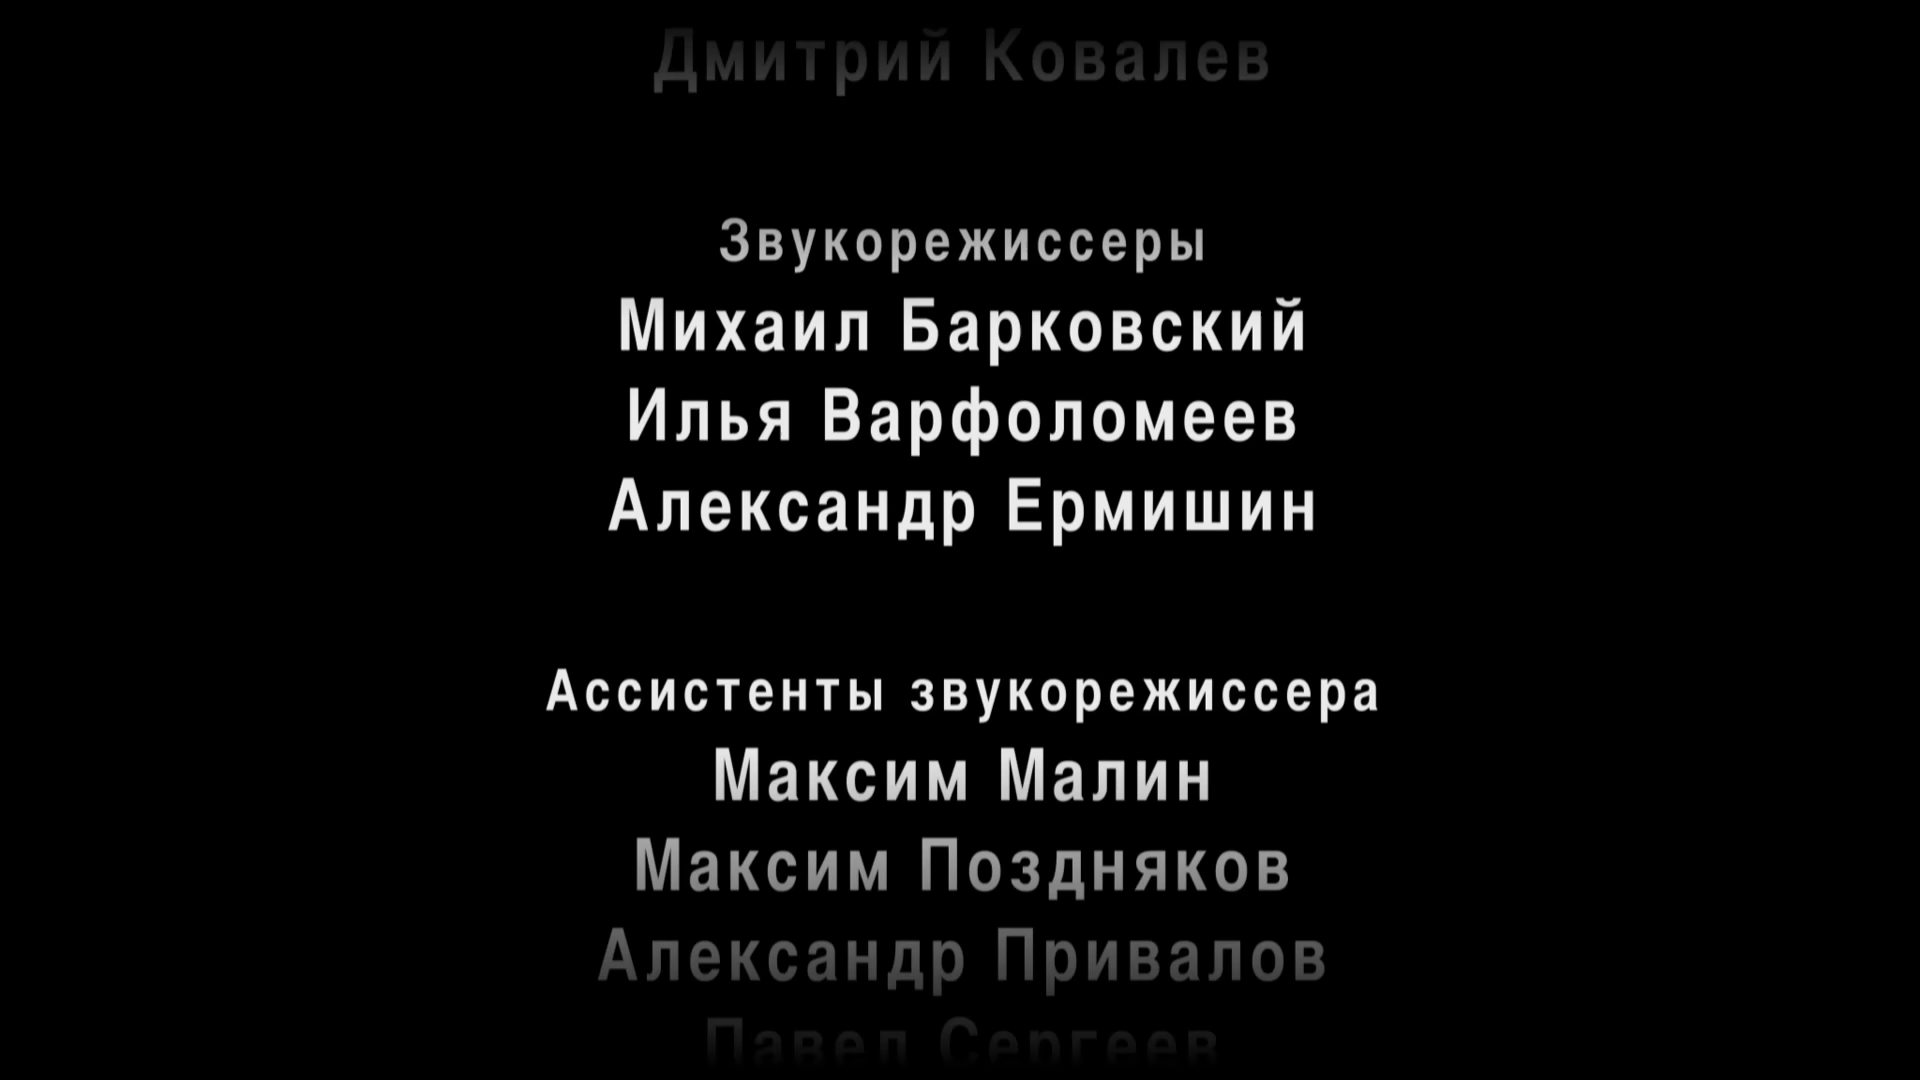 Дмитрий Ковалев
Звукорежиссеры
Михаил Барковский
Илья Варфоломеев
Александр Ермишин
Ассистенты звукорежиссера
Максим Малин
Максим Поздняков
Александр Привалов
Павел Сергеев